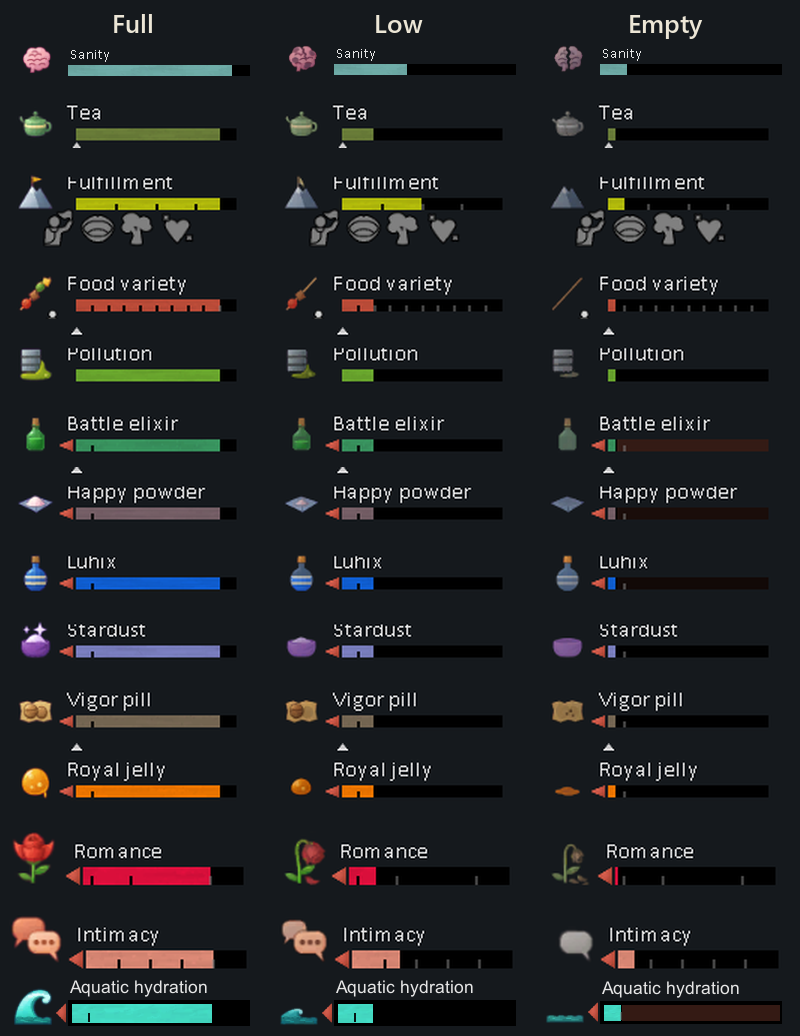 Full Low Empty
Sanity Sanity Sanity
Tea Tea Tea
Fulfillment Fulfillment Fulfillment
Food variety Food variety Food variety
Pollution Pollution Pollution
Battle elixir Battle elixir Battle elixir
Happy powder Happy powder Happy powder
Luhix Luhix Luhix
Stardust Stardust Stardust
Vigor pill Vigor pill Vigor pill
Royal jelly Royal jelly Royal jelly
Romance Romance Romance
Intimacy Intimacy Intimacy
Aquatic hydration Aquatic hydration Aquatic hydration